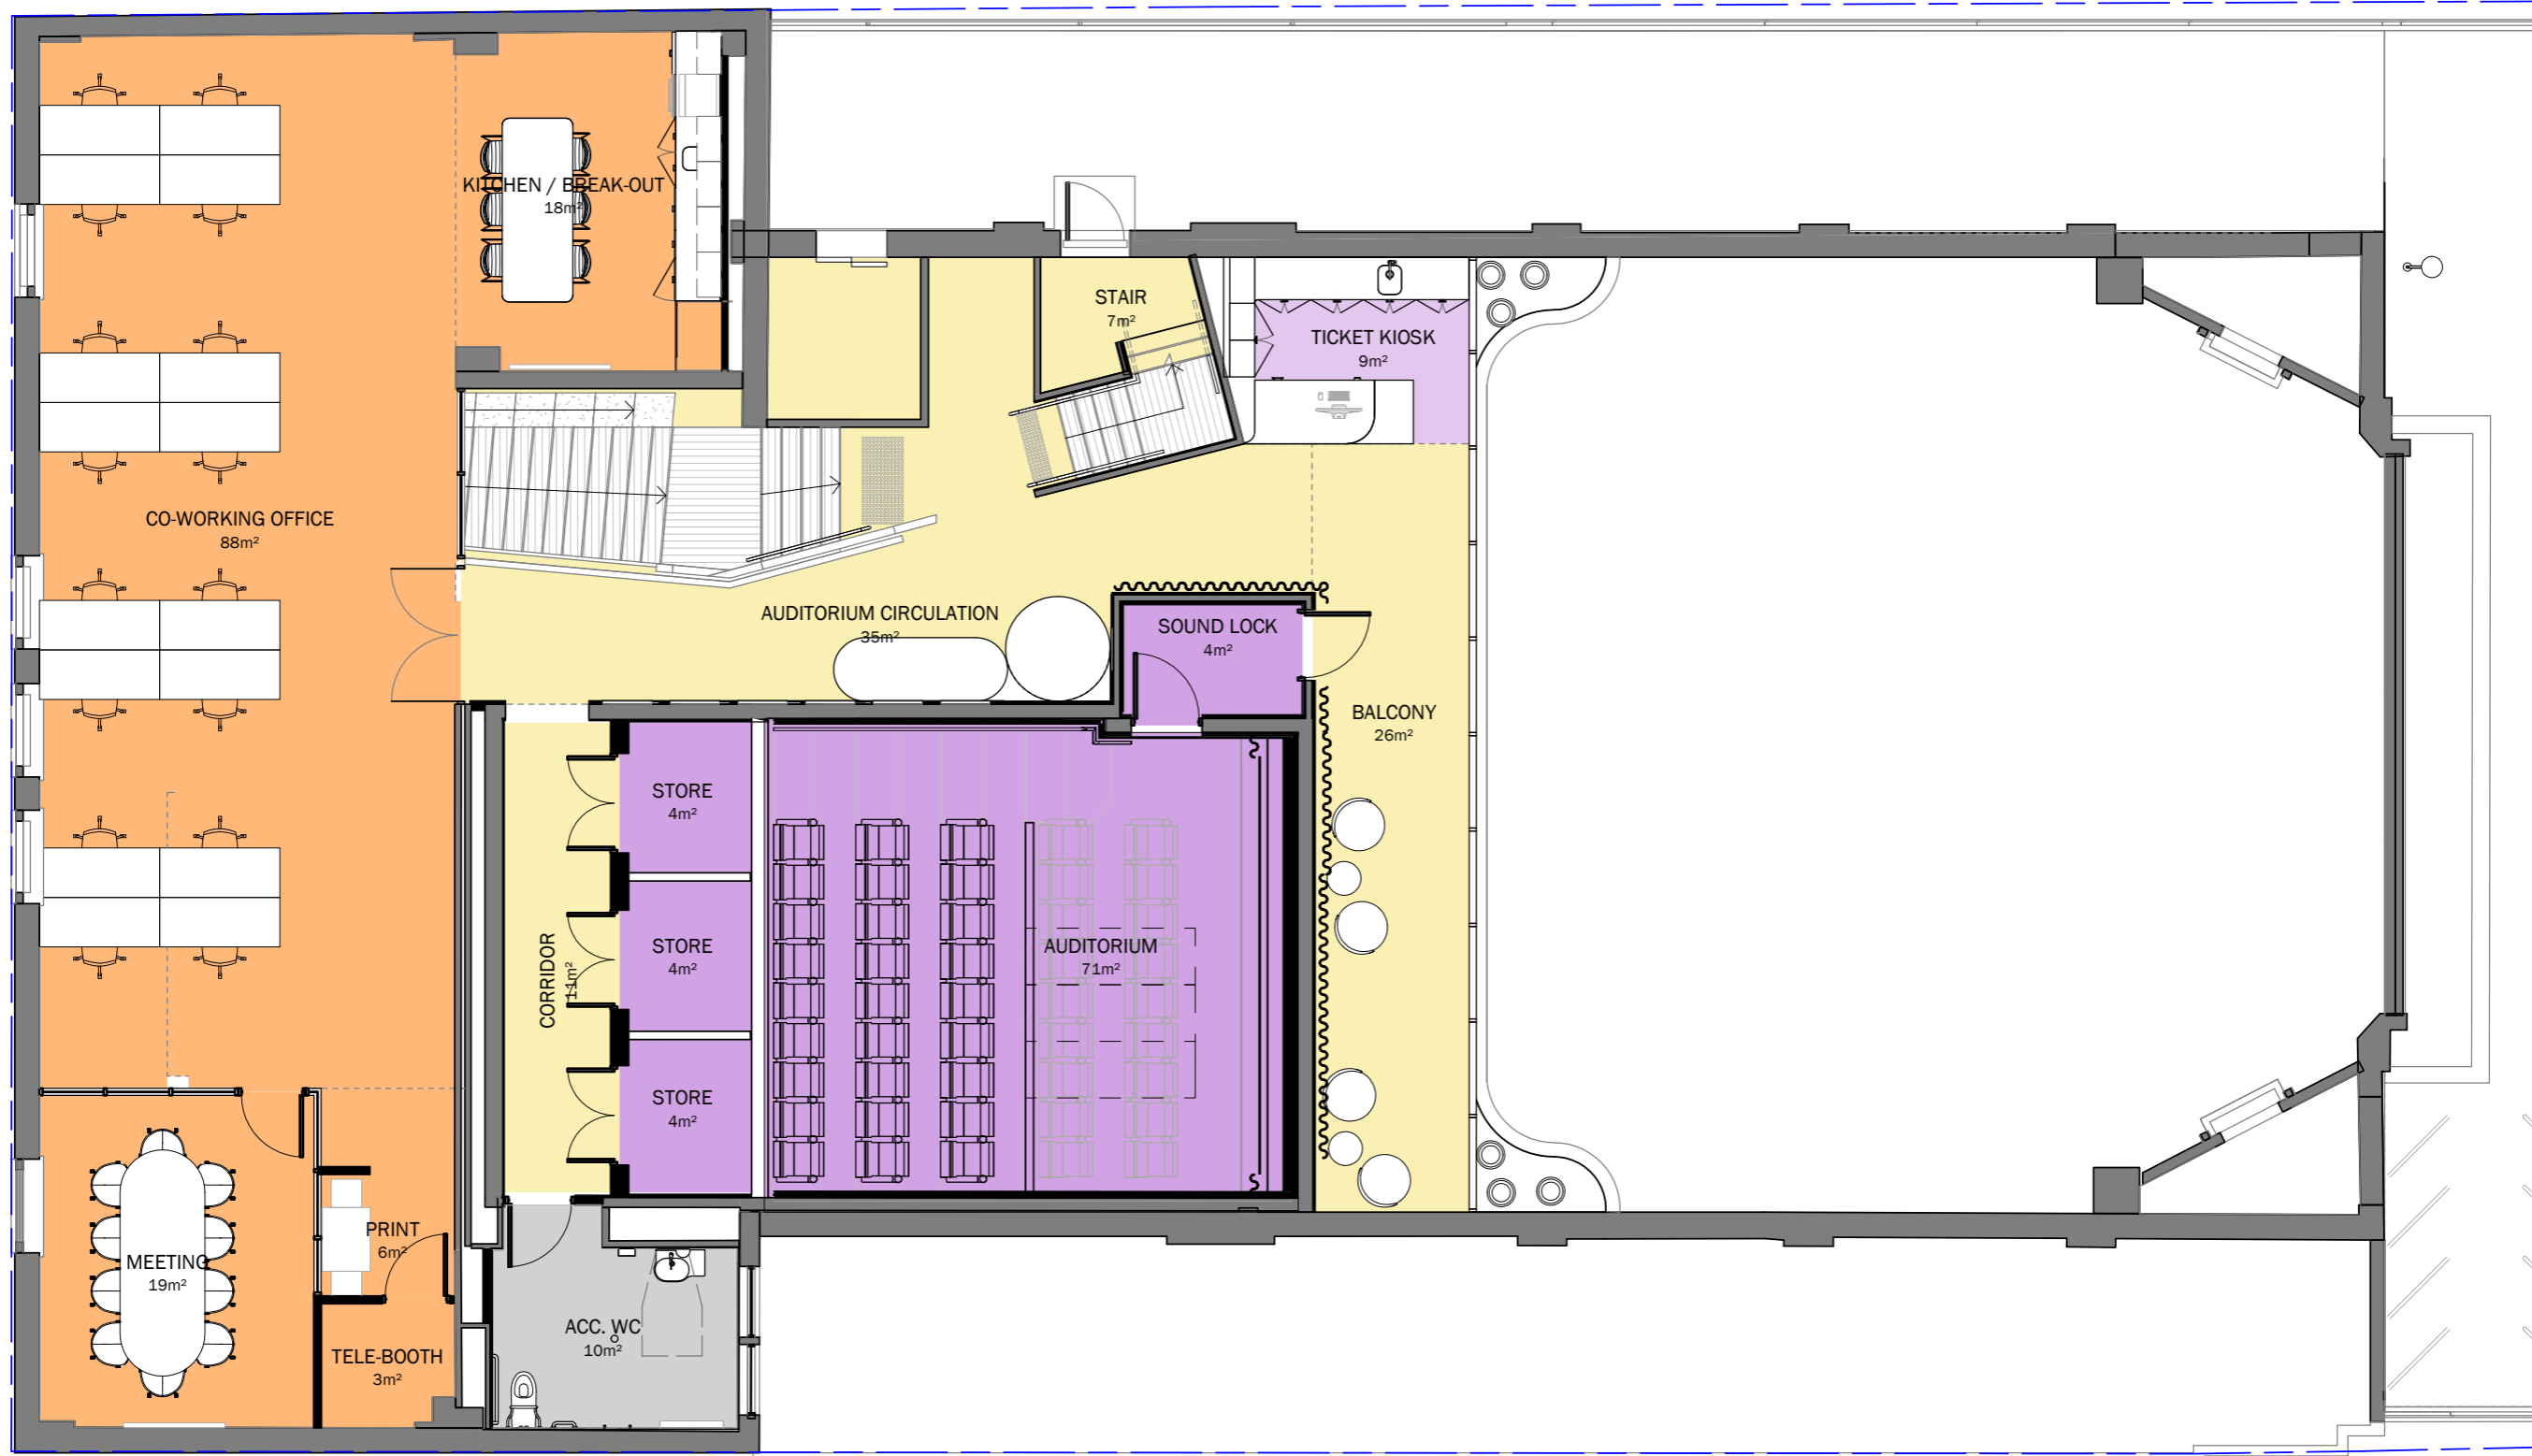 KITCHEN / BREAK-OUT
18m²
STAIR
7m²
TICKET KIOSK
9m²
CO-WORKING OFFICE
88m²
AUDITORIUM CIRCULATION
35m²
SOUND LOCK
4m²
BALCONY
26m²
STORE
4m²
STORE
4m²
AUDITORIUM
71m²
CORRIDOR
11m²
STORE
4m²
PRINT
6m²
MEETING
19m²
ACC. WC
10m²
TELE-BOOTH
3m²